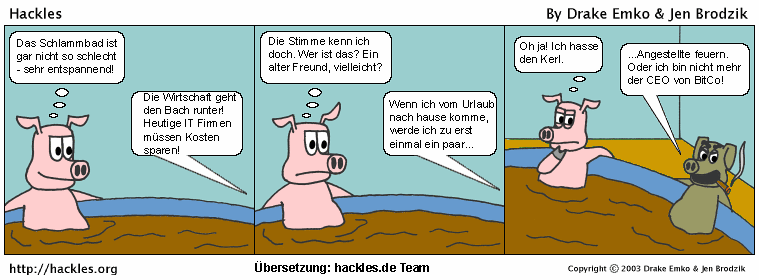 Hackles
By Drake Emko & Jen Brodzik
Das Schlammbad ist
gar nicht so schlecht
- sehr entspannend!
Die Wirtschaft geht
den Bach runter!
Heutige IT Firmen
müssen Kosten
sparen!
Die Stimme kenn ich
doch. Wer ist das? Ein
alter Freund, vielleicht?
Wenn ich vom Urlaub
nach hause komme,
werde ich zu erst
einmal ein paar...
Oh ja! Ich hasse
den Kerl.
...Angestellte feuern.
Oder ich bin nicht mehr
der CEO von BitCo!
http://hackles.org
Übersetzung: hackles.de Team
Copyright © 2003 Drake Emko & Jen Brodzik